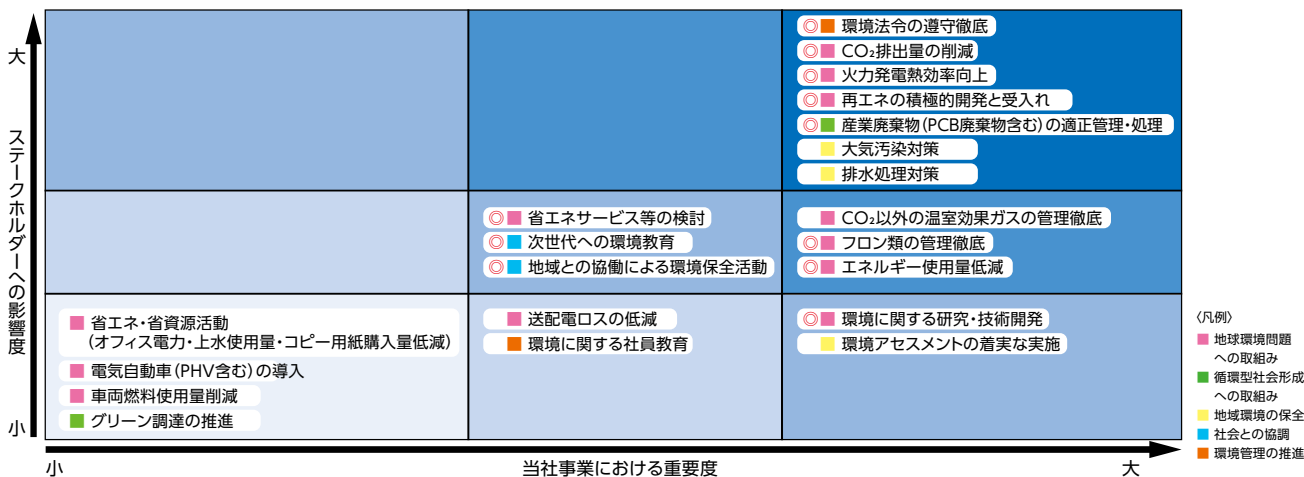 大
ステークホルダーへの影響度
小
◎■環境法令の遵守徹底
◎■CO₂排出量の削減
◎■火力発電熱効率向上
◎■再エネの積極的開発と受入れ
◎■産業廃棄物(PCB廃棄物含む)の適正管理・処理
■大気汚染対策
■排水処理対策
◎■省エネサービス等の検討
◎■次世代への環境教育
◎■地域との協働による環境保全活動
■CO₂以外の温室効果ガスの管理徹底
◎■フロン類の管理徹底
◎■エネルギー使用量低減
■省エネ・省資源活動
(オフィス電力・上水使用量・コピー用紙購入量低減)
■電気自動車(PHV含む)の導入
■車両燃料使用量削減
■グリーン調達の推進
■送配電ロスの低減
■環境に関する社員教育
◎■環境に関する研究・技術開発
■環境アセスメントの着実な実施
小
当社事業における重要度
大
〈凡例〉
■地球環境問題
への取組み
■循環型社会形成
への取組み
■地域環境の保全
■社会との協調
■環境管理の推進